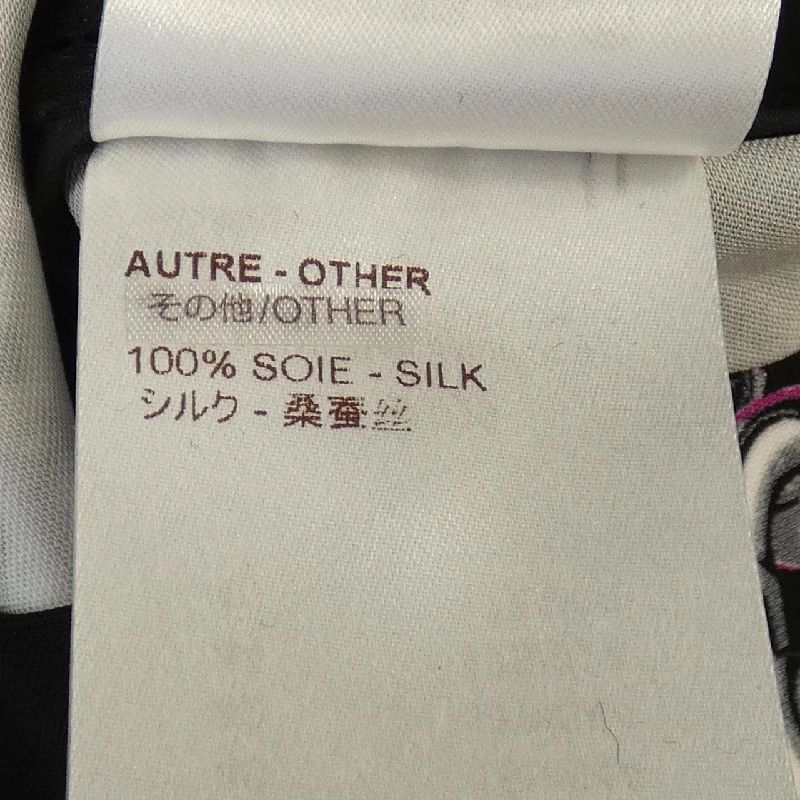 AUTRE - OTHER
その他/OTHER
100% SOIE - SILK
シルク - 桑蚕丝